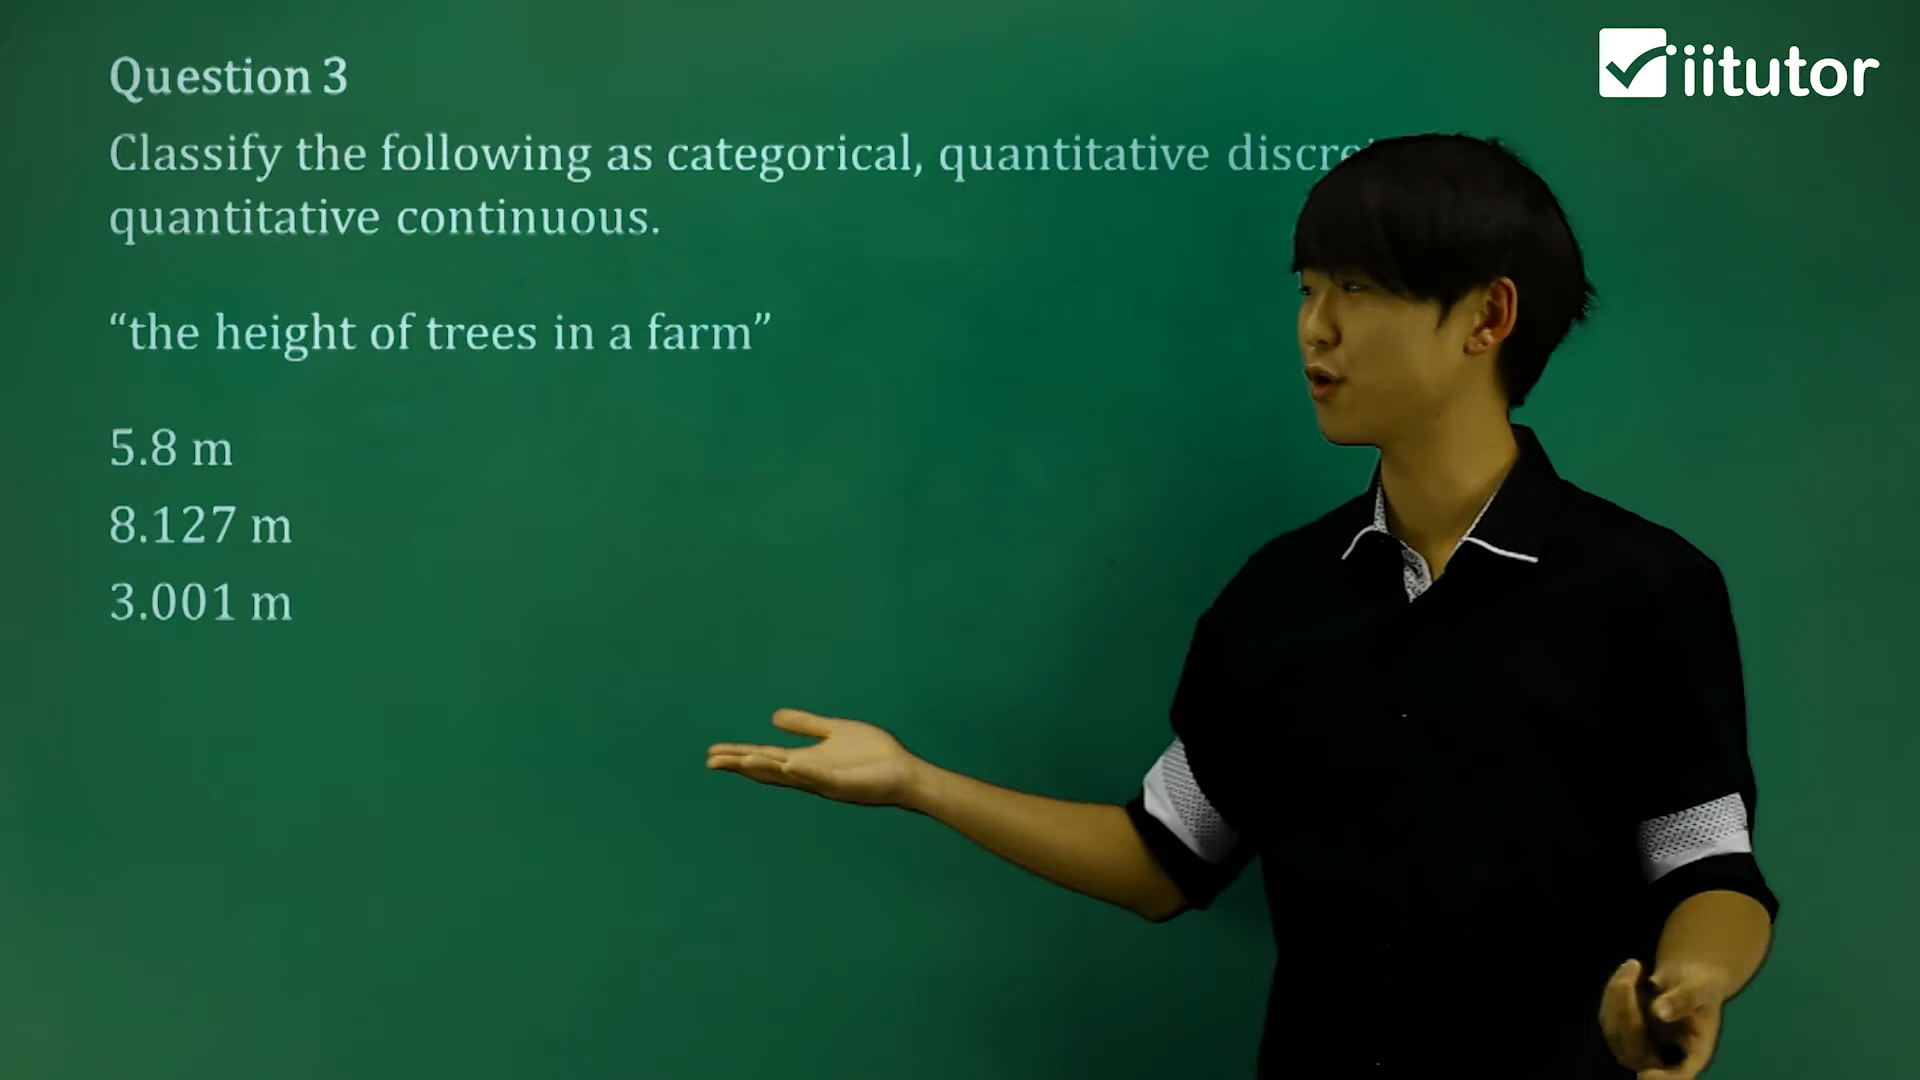 iitutor
Question 3
Classify the following as categorical, quantitative
quantitative continuous.
“the height of trees in a farm”
5.8 m
8.127 m
3.001 m